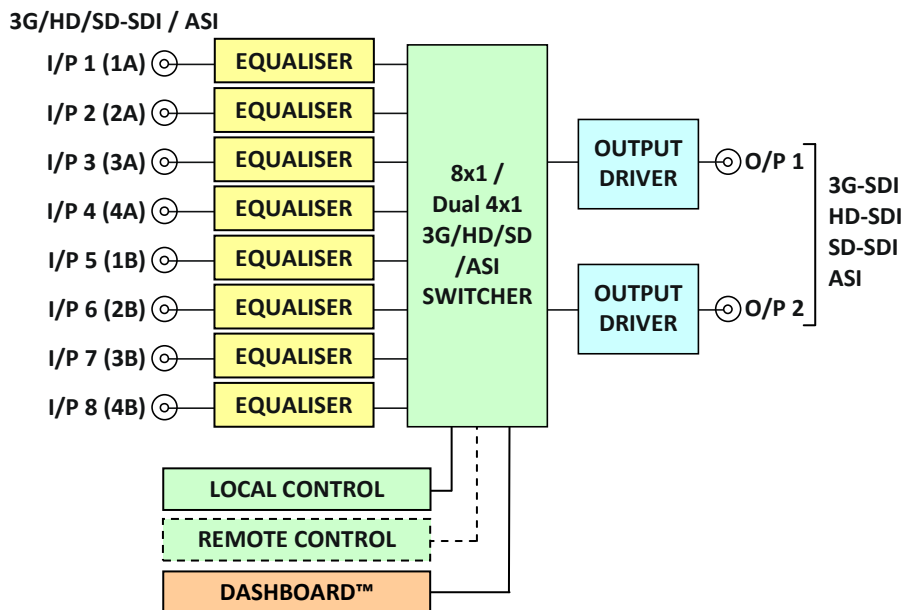 3G/HD/SD-SDI / ASI
I/P 1 (1A)
EQUALISER
I/P 2 (2A)
EQUALISER
I/P 3 (3A)
EQUALISER
I/P 4 (4A)
EQUALISER
I/P 5 (1B)
EQUALISER
I/P 6 (2B)
EQUALISER
I/P 7 (3B)
EQUALISER
I/P 8 (4B)
EQUALISER
8x1 /
Dual 4x1
3G/HD/SD
/ASI
SWITCHER
OUTPUT
DRIVER
O/P 1
OUTPUT
DRIVER
O/P 2
3G-SDI
HD-SDI
SD-SDI
ASI
LOCAL CONTROL
REMOTE CONTROL
DASHBOARD™